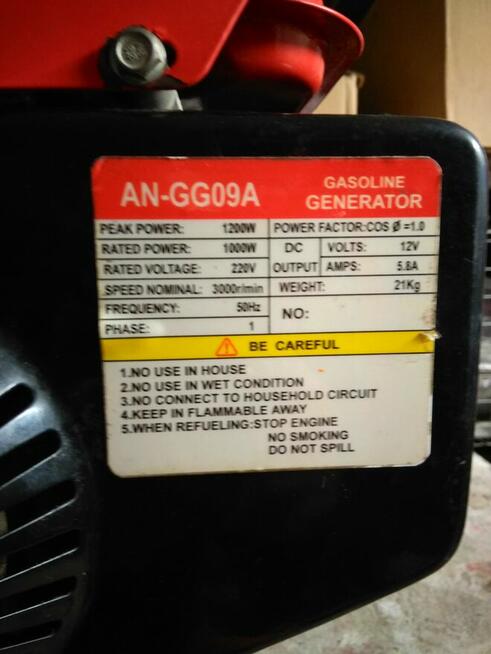 AN-GG09A GASOLINE GENERATOR
PEAK POWER: 1200W POWER FACTOR:COS Ø =1.0
RATED POWER: 1000W DC OUTPUT VOLTS: 12V
RATED VOLTAGE: 220V AMPS: 5.8A
SPEED NOMINAL: 3000r/min WEIGHT: 21Kg
FREQUENCY: 50Hz NO:
PHASE: 1
BE CAREFUL
1.NO USE IN HOUSE
2.NO USE IN WET CONDITION
3.NO CONNECT TO HOUSEHOLD CIRCUIT
4.KEEP IN FLAMMABLE AWAY
5.WHEN REFUELING:STOP ENGINE
NO SMOKING
DO NOT SPILL